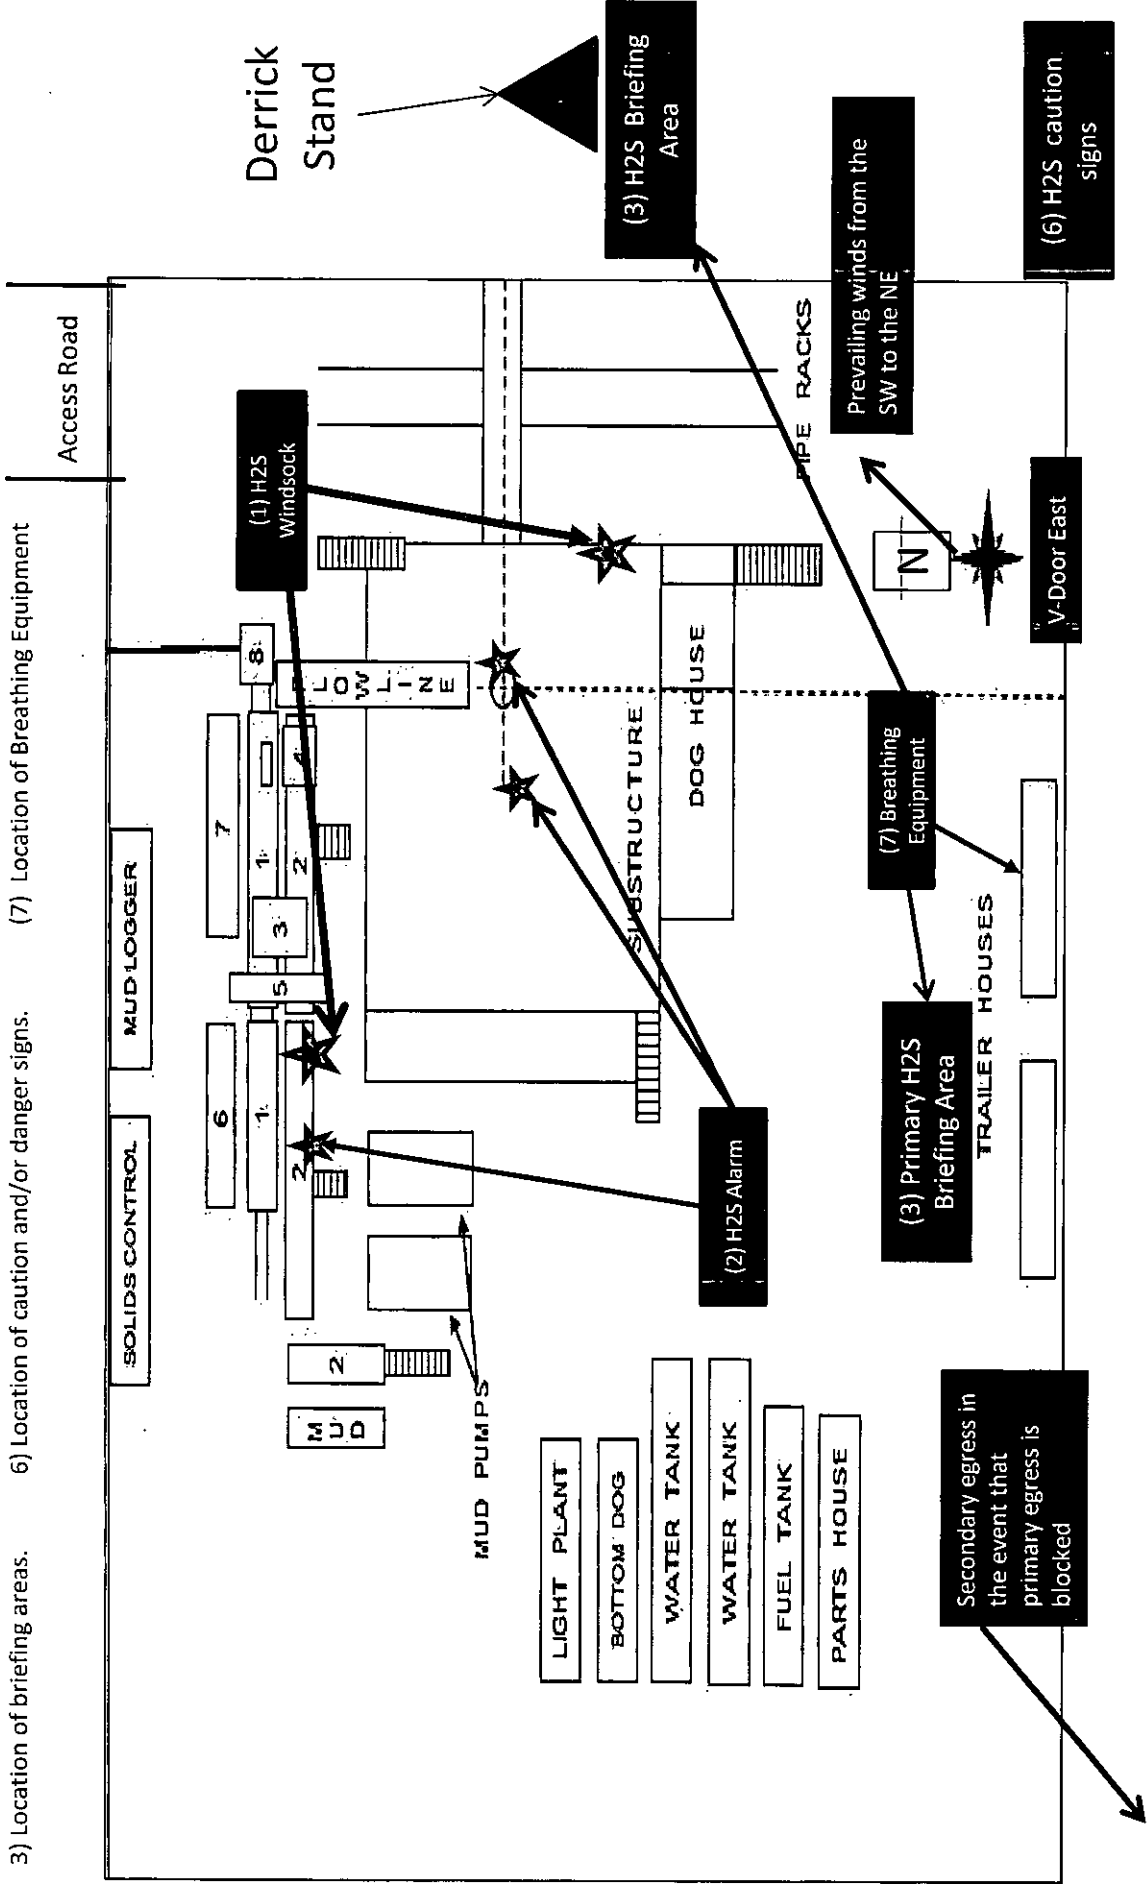 3) Location of briefing areas.
6) Location of caution and/or danger signs.
(7) Location of Breathing Equipment
Access Road
Derrick
Stand
SOLIDS CONTROL
MUD LOGGER
(1) H2S
Windsock
6
7
1
1
8
5
3
2
2
4
2
MUD
FLOWLINE
MUD PUMPS
(3) H2S Briefing
Area
LIGHT PLANT
BOTTOM DOG
WATER TANK
WATER TANK
FUEL TANK
PARTS HOUSE
SUBSTRUCTURE
DOG HOUSE
(2) H2S Alarm
PIPE RACKS
Prevailing winds from the
SW to the NE
N
(7) Breathing
Equipment
(3) Primary H2S
Briefing Area
TRAILER HOUSES
V-Door East
(6) H2S caution
signs
Secondary egress in
the event that
primary egress is
blocked